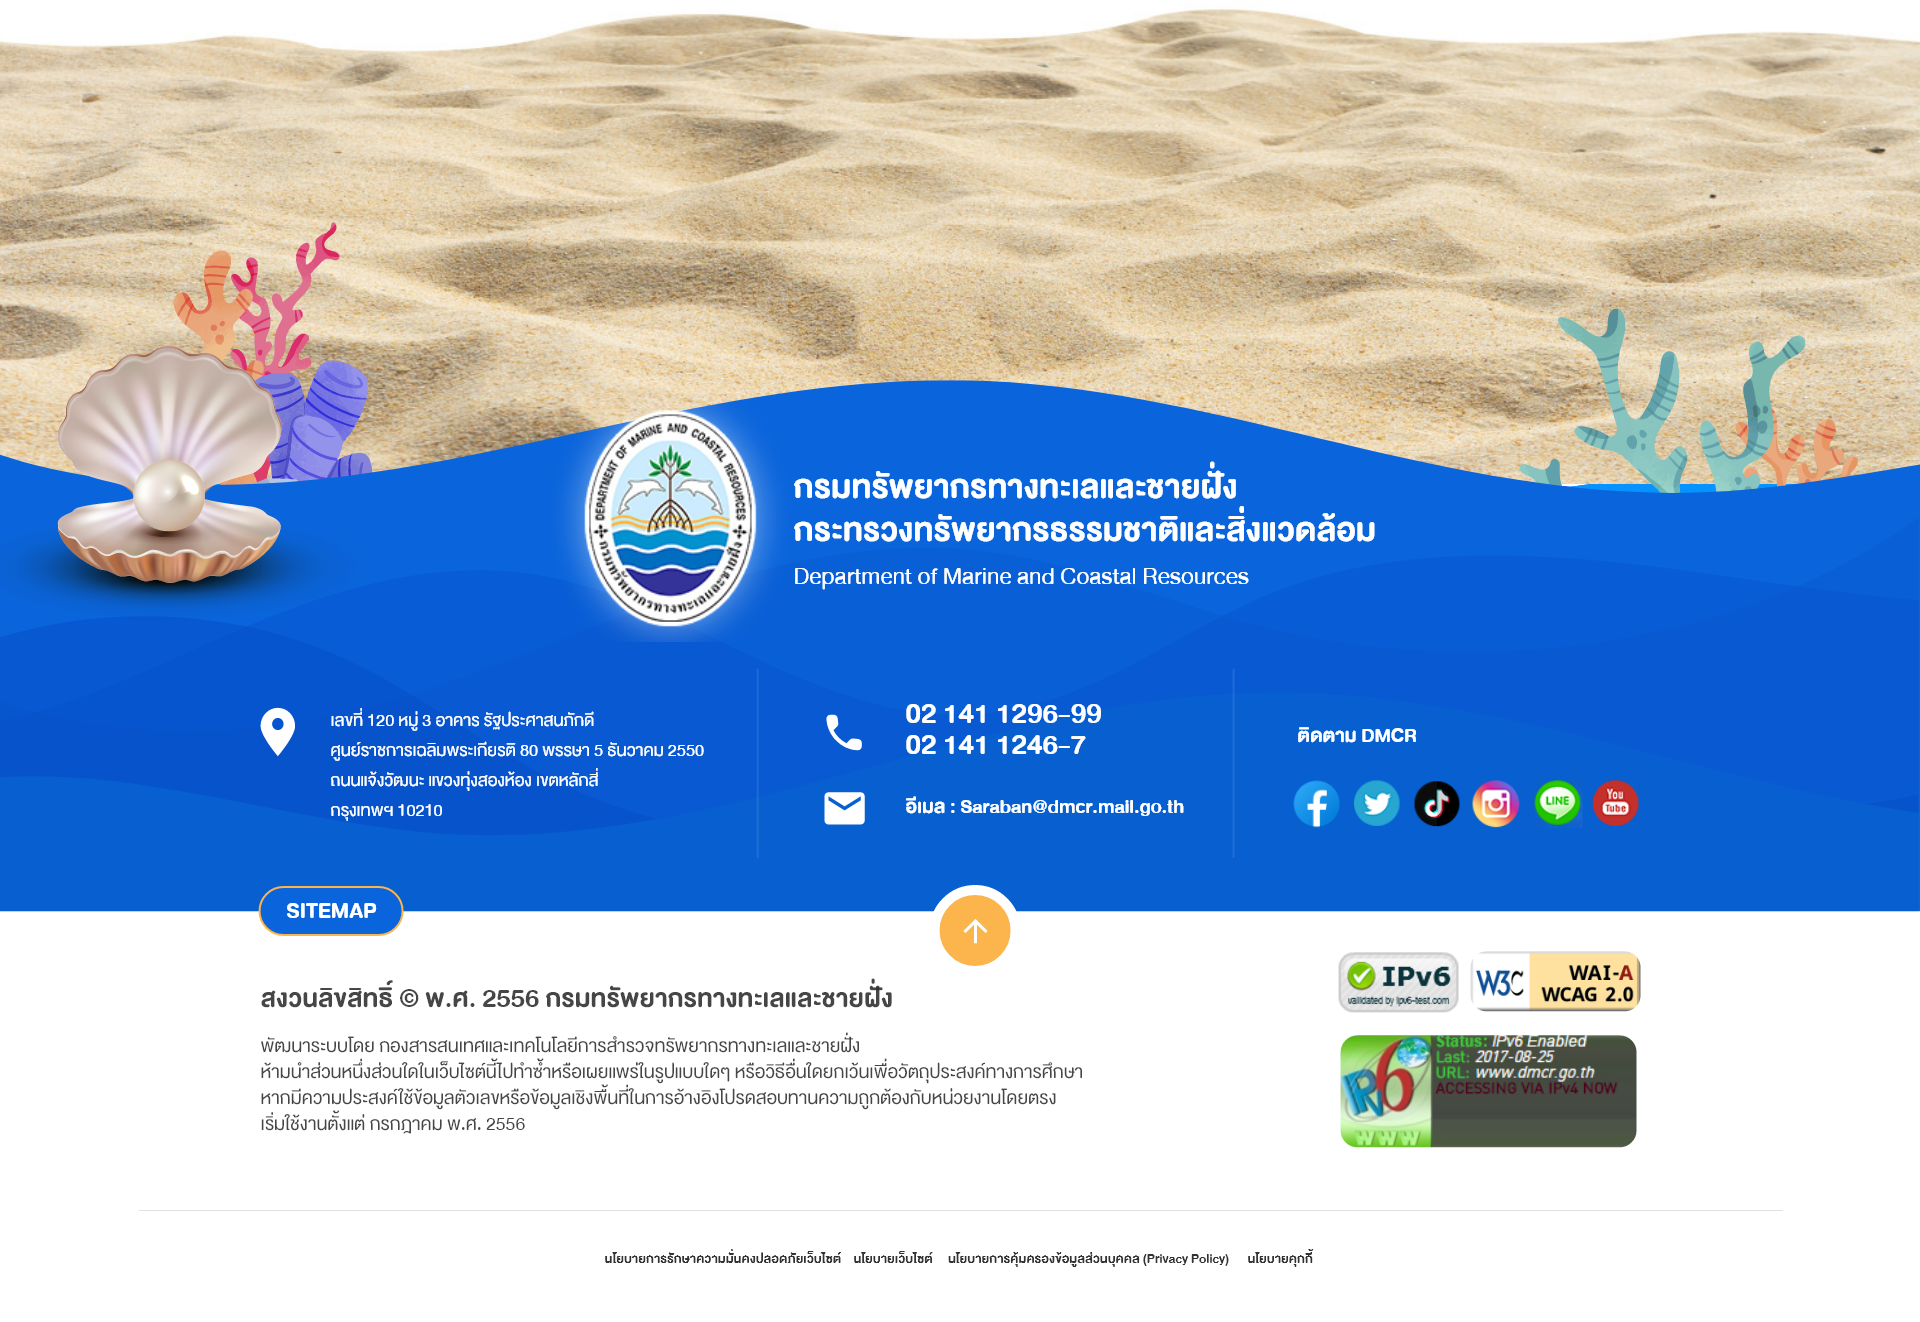 DEPARTMENT OF MARINE AND COASTAL RESOURCES
กรมทรัพยากรทางทะเลและชายฝั่ง
กรมทรัพยากรทางทะเลและชายฝั่ง
กระทรวงทรัพยากรธรรมชาติและสิ่งแวดล้อม
Department of Marine and Coastal Resources
เลขที่ 120 หมู่ 3 อาคาร รัฐประศาสนภักดี
ศูนย์ราชการเฉลิมพระเกียรติ 80 พรรษา 5 ธันวาคม 2550
ถนนแจ้งวัฒนะ แขวงทุ่งสองห้อง เขตหลักสี่
กรุงเทพฯ 10210
02 141 1296-99
02 141 1246-7
อีเมล : Saraban@dmcr.mail.go.th
ติดตาม DMCR
LINE
You
Tube
SITEMAP
สงวนลิขสิทธิ์ © พ.ศ. 2556 กรมทรัพยากรทางทะเลและชายฝั่ง
พัฒนาระบบโดย กองสารสนเทศและเทคโนโลยีการสำรวจทรัพยากรทางทะเลและชายฝั่ง
ห้ามนำส่วนหนึ่งส่วนใดในเว็บไซต์นี้ไปทำซ้ำหรือเผยแพร่ในรูปแบบใดๆ หรือวิธีอื่นใดยกเว้นเพื่อวัตถุประสงค์ทางการศึกษา
หากมีความประสงค์ใช้ข้อมูลตัวเลขหรือข้อมูลเชิงพื้นที่ในการอ้างอิงโปรดสอบทานความถูกต้องกับหน่วยงานโดยตรง
เริ่มใช้งานตั้งแต่ กรกฎาคม พ.ศ. 2556
IPv6
validated by ipv6-test.com
W3C
WAI-A
WCAG 2.0
IPv6
www
Status: IPv6 Enabled
Last: 2017-08-25
URL: www.dmcr.go.th
ACCESSING VIA IPv4 NOW
นโยบายการรักษาความมั่นคงปลอดภัยเว็บไซต์ นโยบายเว็บไซต์ นโยบายการคุ้มครองข้อมูลส่วนบุคคล (Privacy Policy) นโยบายคุกกี้